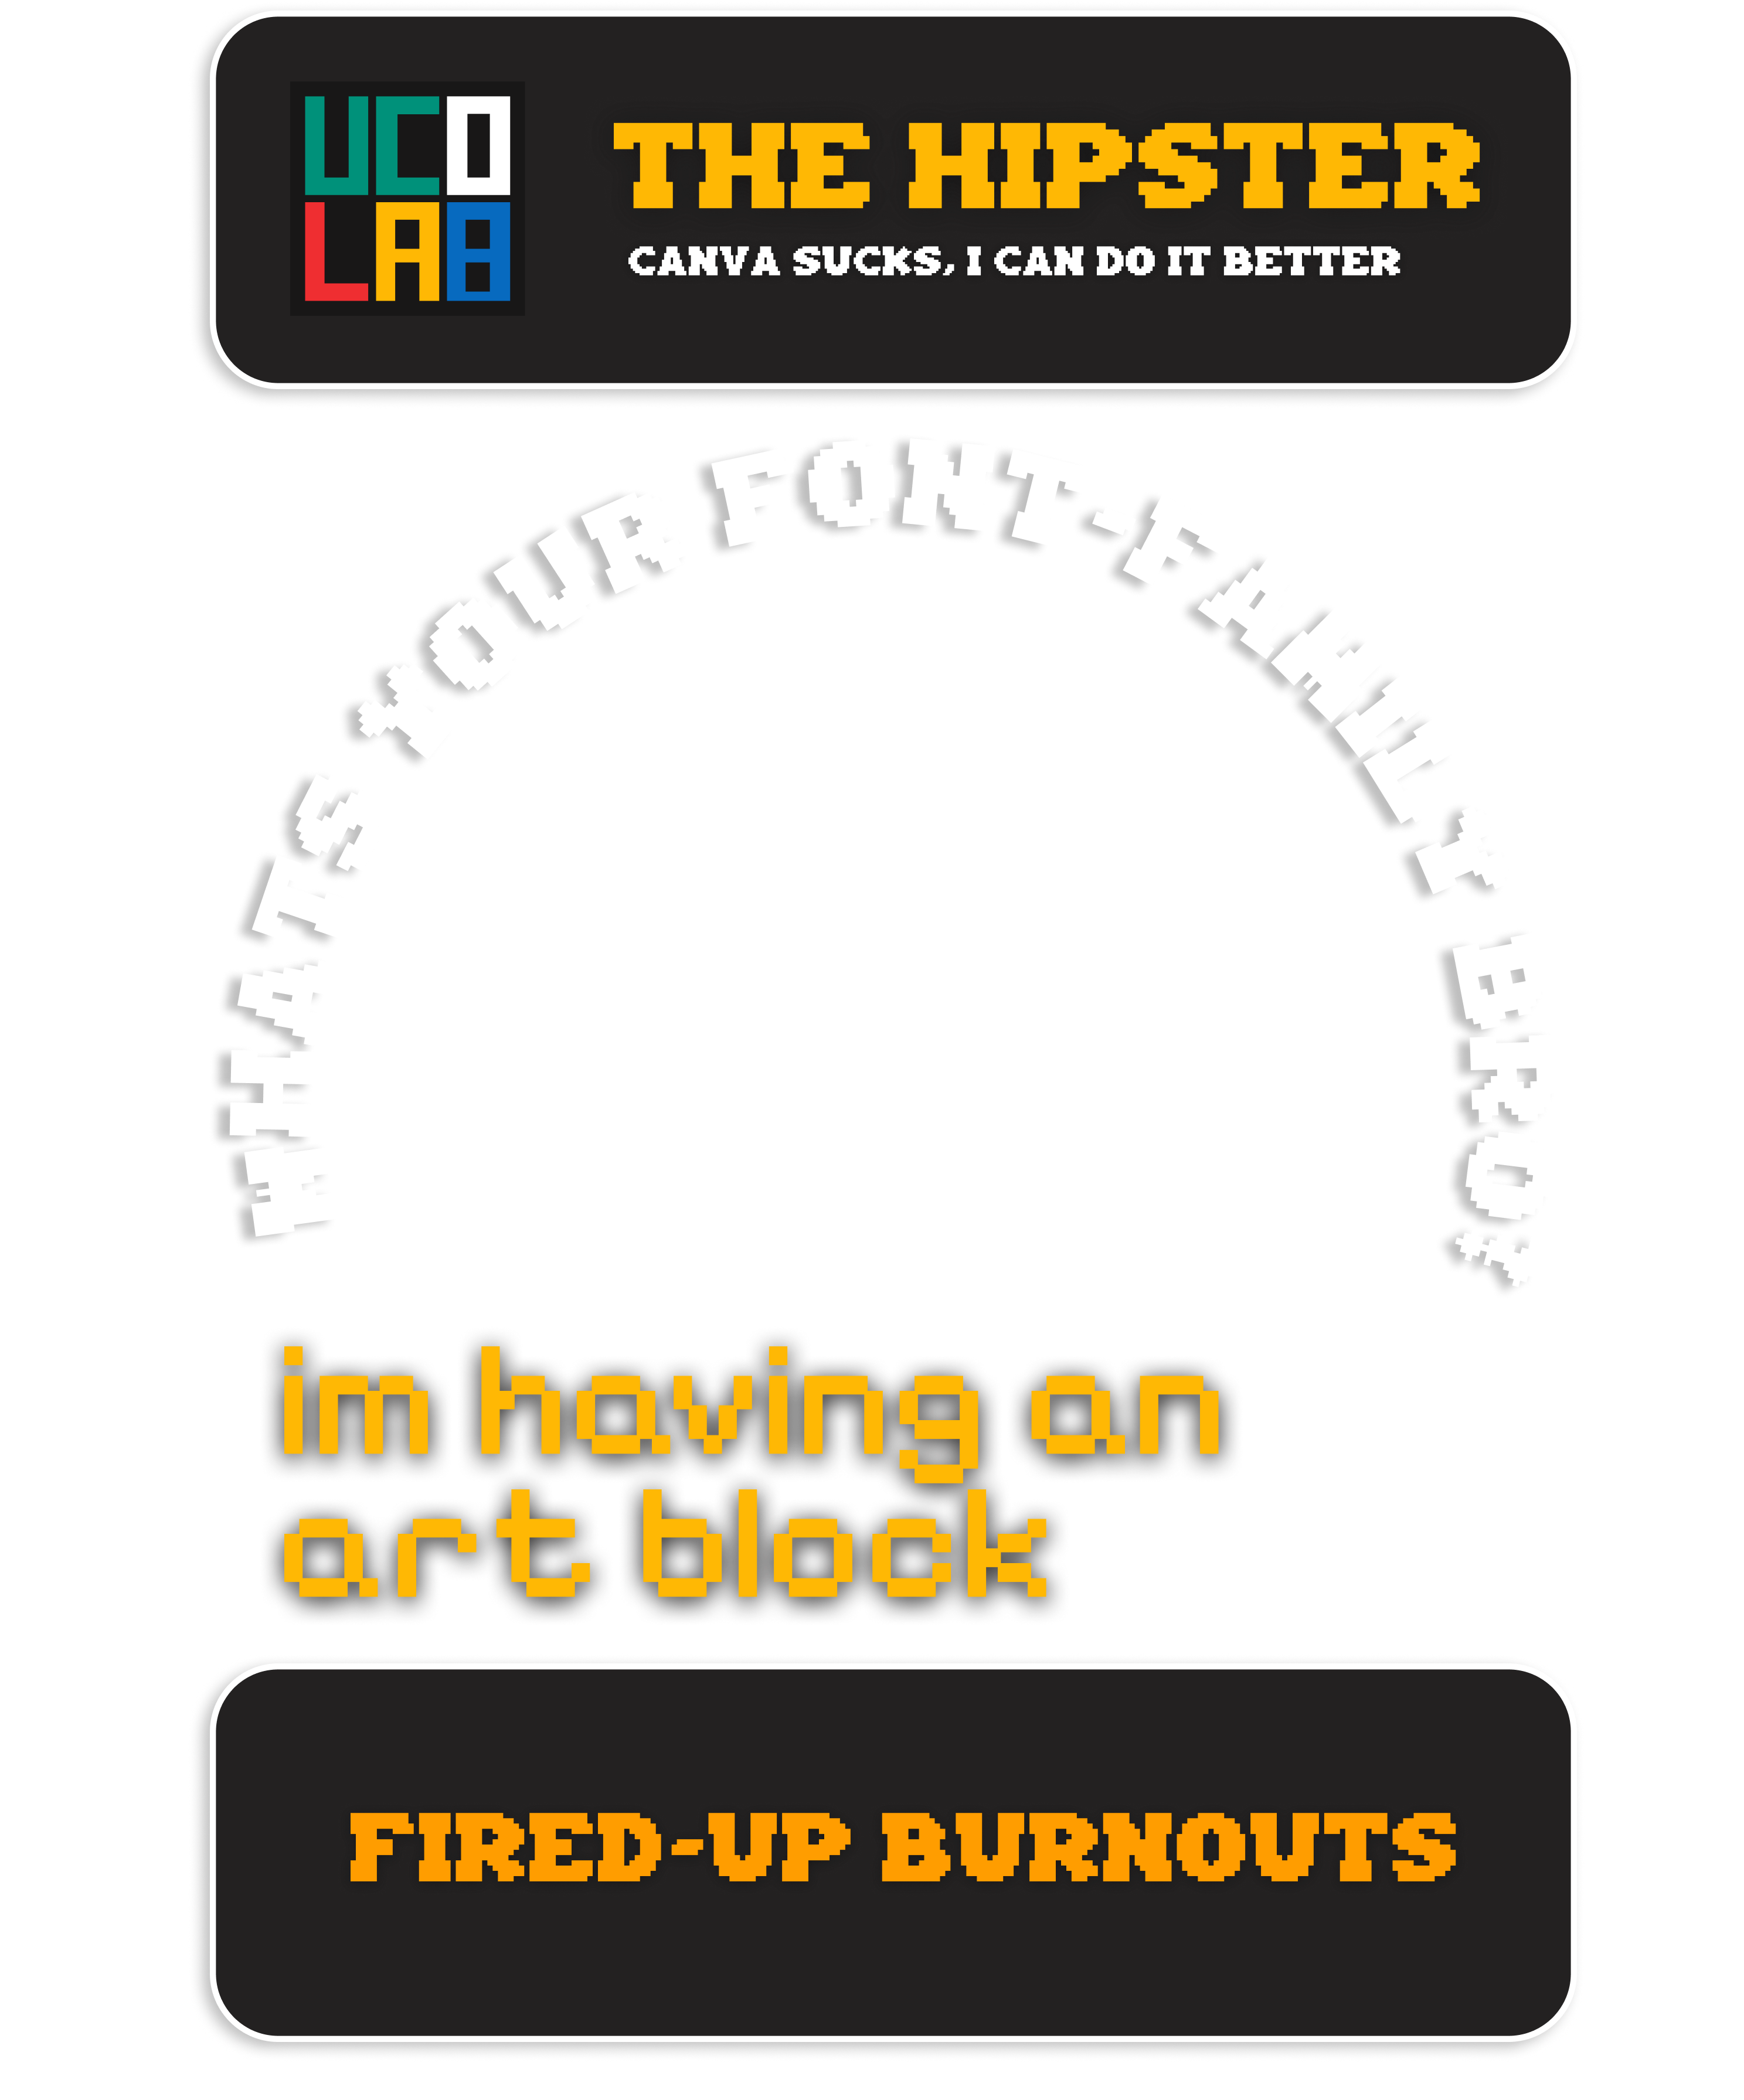 UCO
LAB
THE HIPSTER
CANVA SUCKS, I CAN DO IT BETTER
WHATS YOUR FONT-FAMILY BRO?
im having an
art block
FIRED-UP BURNOUTS